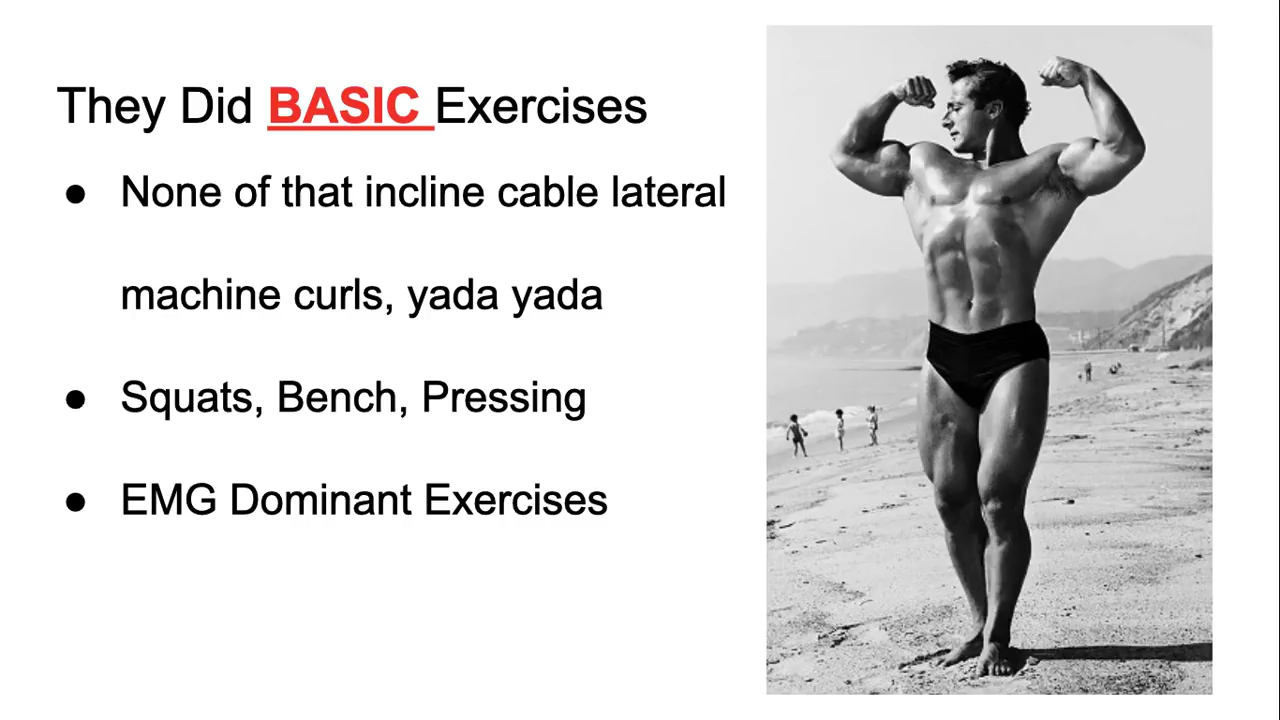 They Did BASIC Exercises
● None of that incline cable lateral
machine curls, yada yada
● Squats, Bench, Pressing
● EMG Dominant Exercises